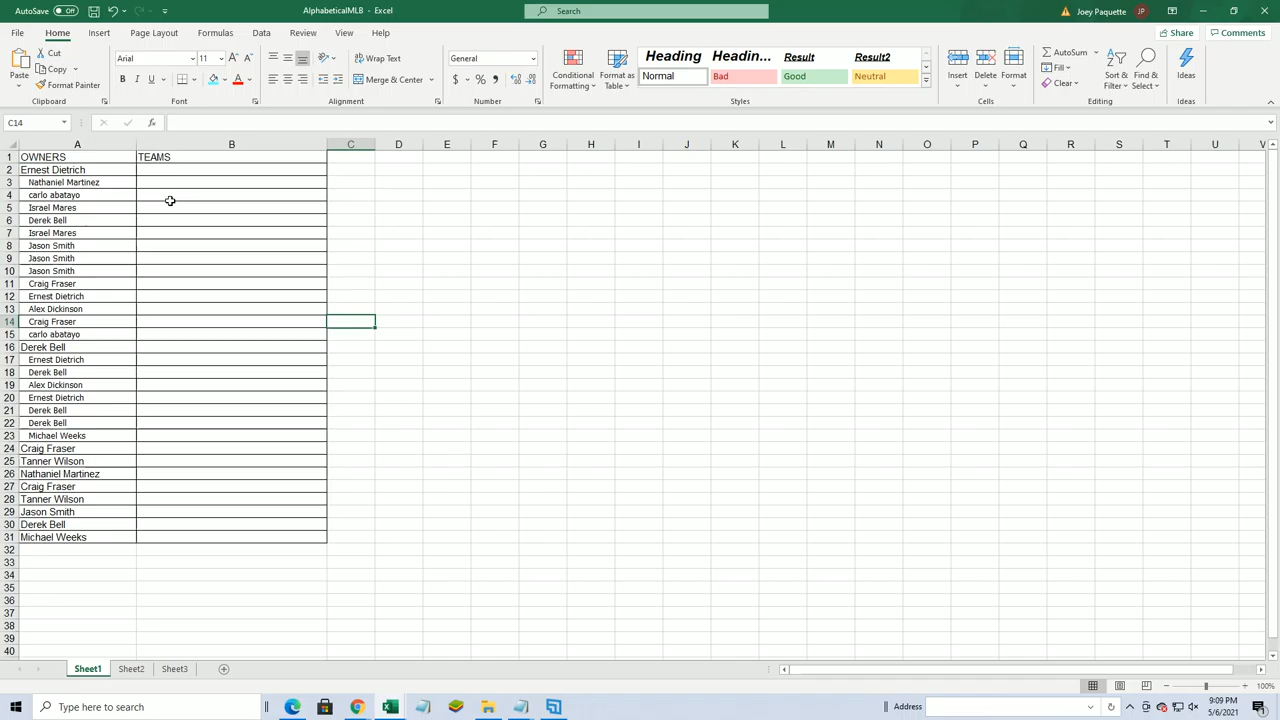 AutoSave Off AlphabeticalMLB - Excel Search Joey Paquette JP
File Home Insert Page Layout Formulas Data Review View Help Share Comments
Paste Cut Copy Format Painter Clipboard
Arial 11 Font
ab Wrap Text Merge & Center Alignment
General $ % 9 Number
Conditional Formatting Format as Table
Heading Headin... Result Result2
Normal Bad Good Neutral
Styles
Insert Delete Format Cells
AutoSum Fill Clear Sort & Filter Find & Select Editing
Ideas Ideas
C14 fx
A B C D E F G H I J K L M N O P Q R S T U V
1 OWNERS TEAMS
2 Ernest Dietrich
3 Nathaniel Martinez
4 carlo abatayo
5 Israel Mares
6 Derek Bell
7 Israel Mares
8 Jason Smith
9 Jason Smith
10 Jason Smith
11 Craig Fraser
12 Ernest Dietrich
13 Alex Dickinson
14 Craig Fraser
15 carlo abatayo
16 Derek Bell
17 Ernest Dietrich
18 Derek Bell
19 Alex Dickinson
20 Ernest Dietrich
21 Derek Bell
22 Derek Bell
23 Michael Weeks
24 Craig Fraser
25 Tanner Wilson
26 Nathaniel Martinez
27 Craig Fraser
28 Tanner Wilson
29 Jason Smith
30 Derek Bell
31 Michael Weeks
32
33
34
35
36
37
38
39
40
Sheet1 Sheet2 Sheet3
100%
Type here to search Address 9:09 PM
5/6/2021